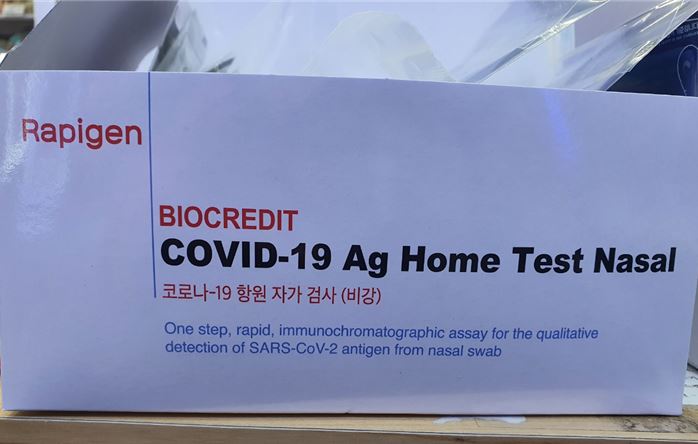 Rapigen
BIOCREDIT
COVID-19 Ag Home Test Nasal
코로나-19 항원 자가 검사 (비강)
One step, rapid, immunochromatographic assay for the qualitative
detection of SARS-CoV-2 antigen from nasal swab